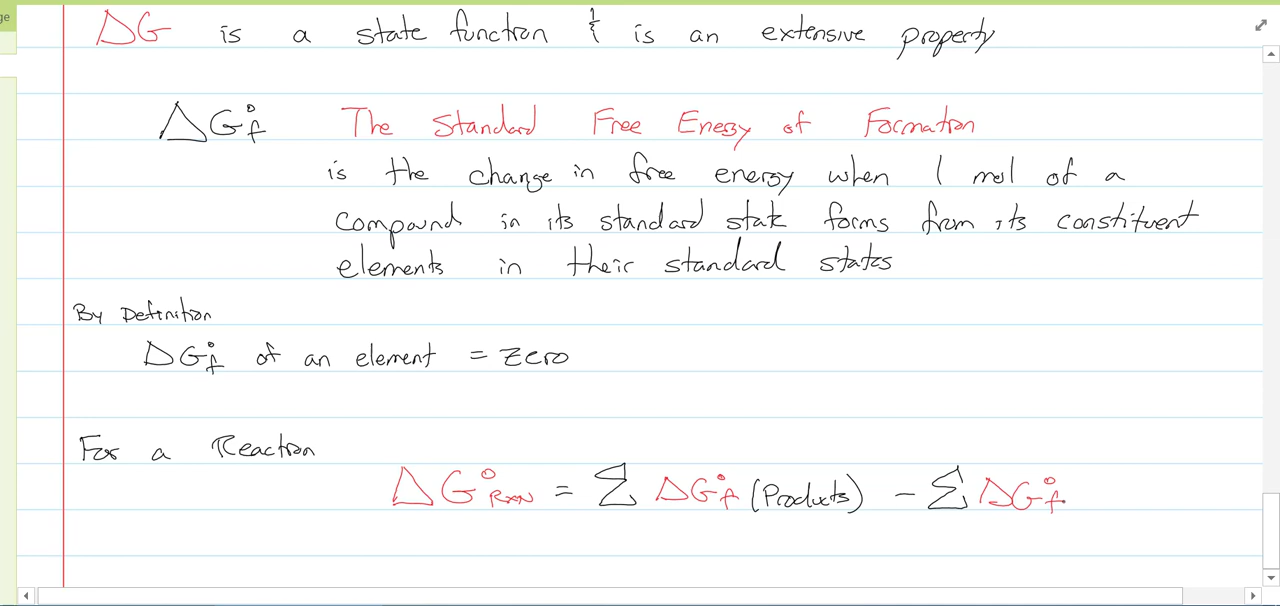 ge
ΔG is a state function & is an extensive property
ΔG°f The Standard Free Energy of Formation
is the change in free energy when 1 mol of a
compound in its standard state forms from its constituent
elements in their standard states
By Definition
ΔG°f of an element = zero
For a Reaction
ΔG°RXN = Σ ΔG°f (Products) - Σ ΔG°f